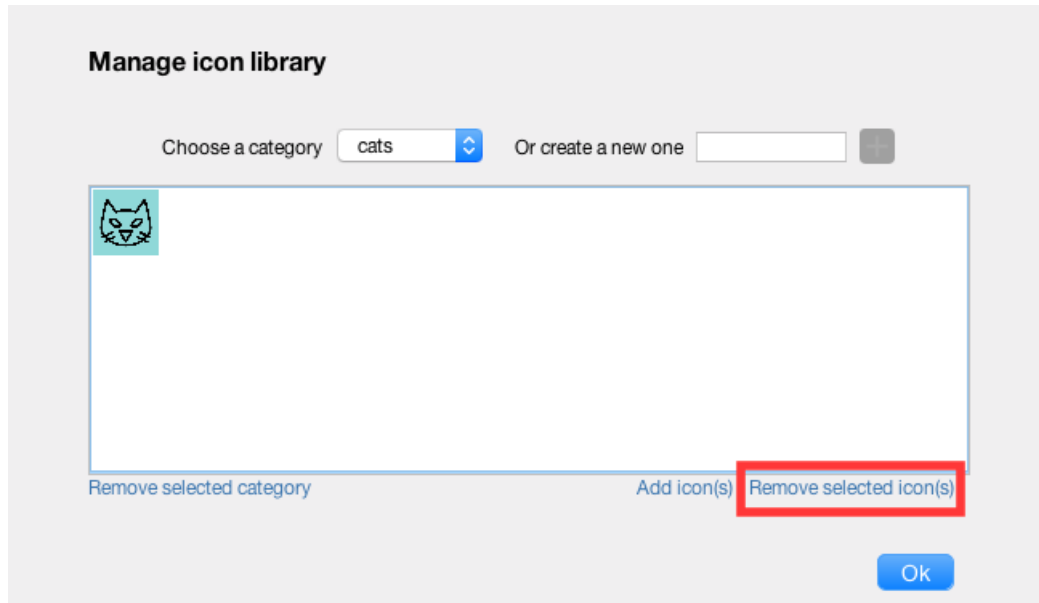 Manage icon library
Choose a category cats Or create a new one
Remove selected category Add icon(s) Remove selected icon(s)
Ok